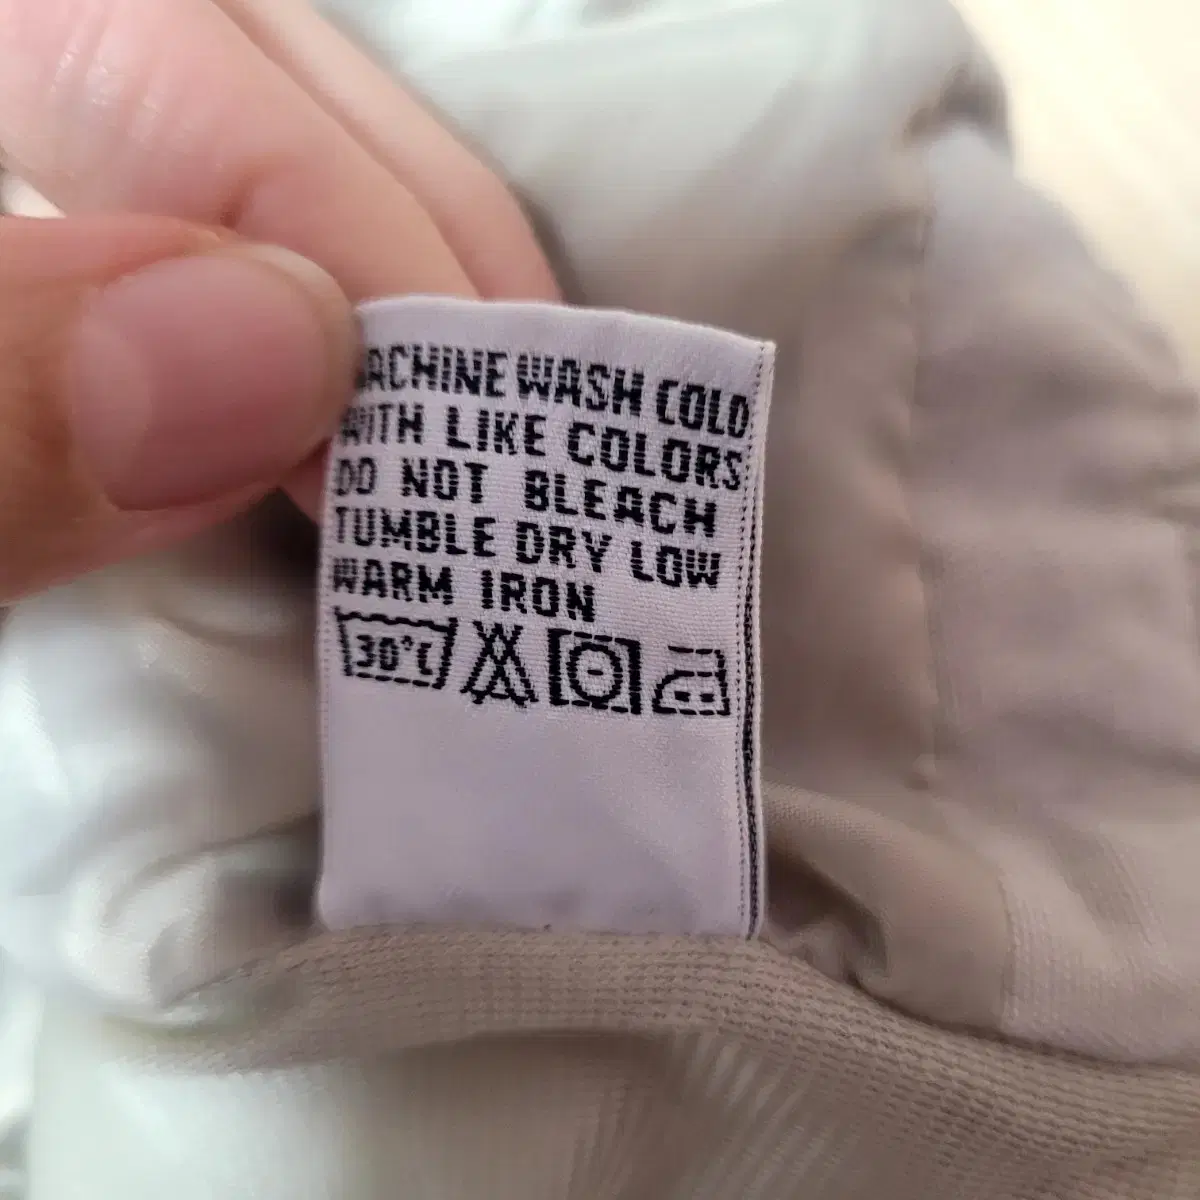 MACHINE WASH COLD
WITH LIKE COLORS
DO NOT BLEACH
TUMBLE DRY LOW
WARM IRON
30°C